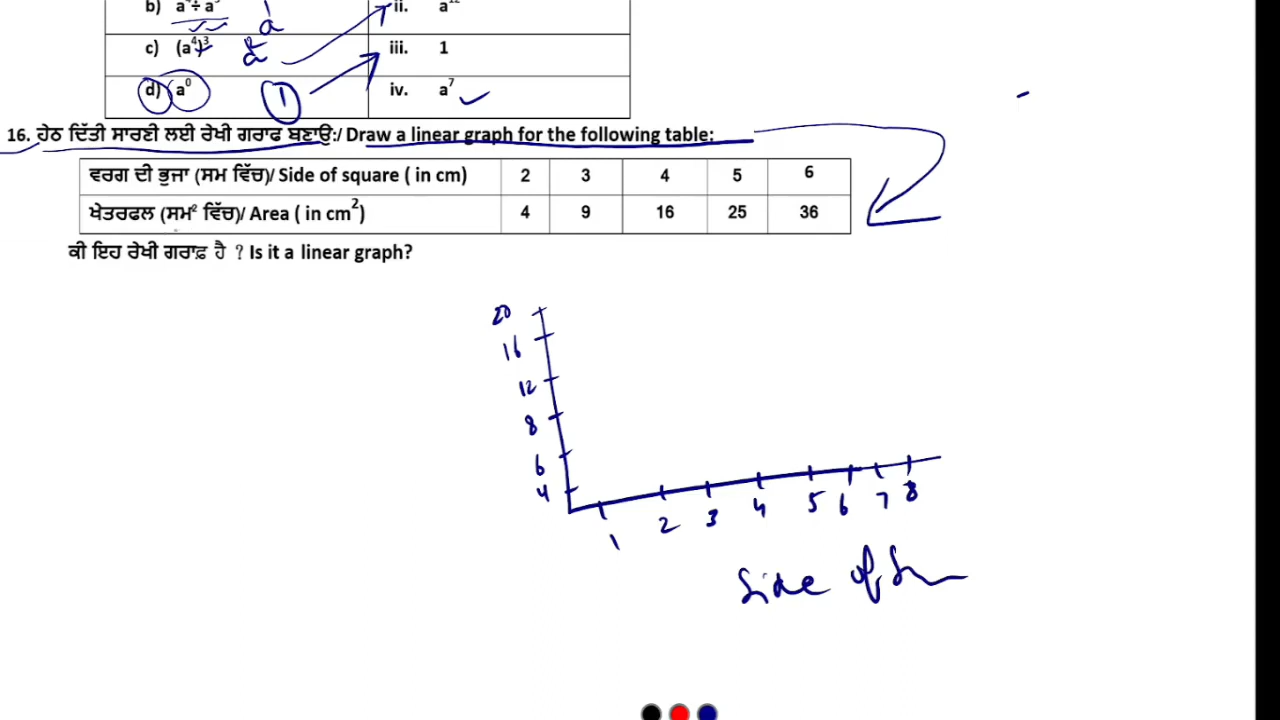 b) a ÷ a ii. a¹²
a
c) (a⁴)³ iii. 1
d) a⁰ 1 iv. a⁷
16. ਹੇਠ ਦਿੱਤੀ ਸਾਰਣੀ ਲਈ ਰੇਖੀ ਗਰਾਫ ਬਣਾਉ:/ Draw a linear graph for the following table:
ਵਰਗ ਦੀ ਭੁਜਾ (ਸਮ ਵਿੱਚ)/ Side of square ( in cm) 2 3 4 5 6
ਖੇਤਰਫਲ (ਸਮ² ਵਿੱਚ)/ Area ( in cm²) 4 9 16 25 36
ਕੀ ਇਹ ਰੇਖੀ ਗਰਾਫ਼ ਹੈ ? Is it a linear graph?
20
16
12
8
6
4
1 2 3 4 5 6 7 8
Side of